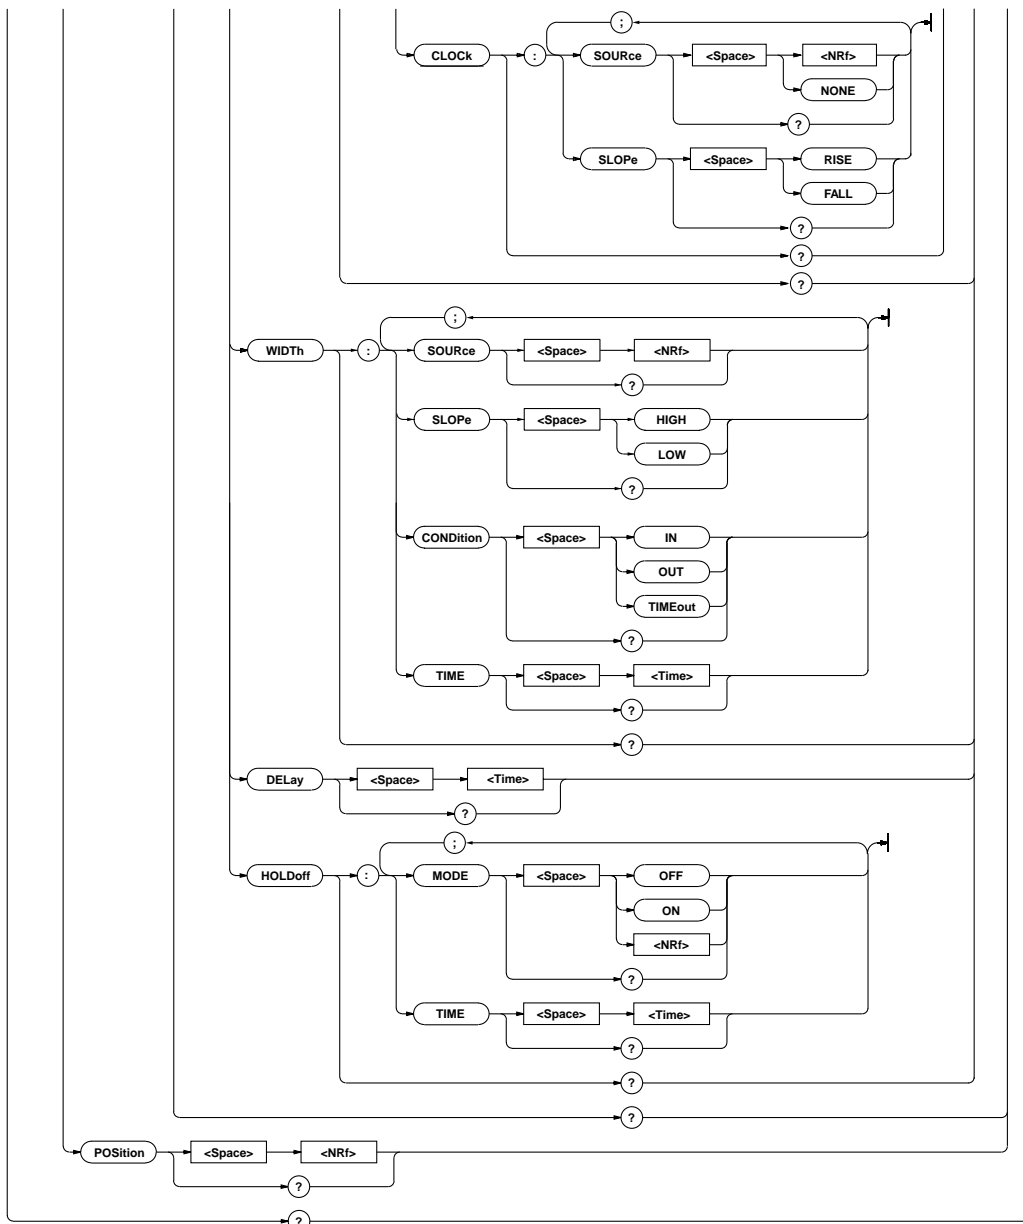 ;
CLOCk : SOURce <Space> <NRf>
NONE
?
SLOPe <Space> RISE
FALL
?
?
?
;
WIDTh : SOURce <Space> <NRf>
?
SLOPe <Space> HIGH
LOW
?
CONDition <Space> IN
OUT
TIMEout
?
TIME <Space> <Time>
?
?
DELay <Space> <Time>
?
;
HOLDoff : MODE <Space> OFF
ON
<NRf>
?
TIME <Space> <Time>
?
?
?
POSition <Space> <NRf>
?
?